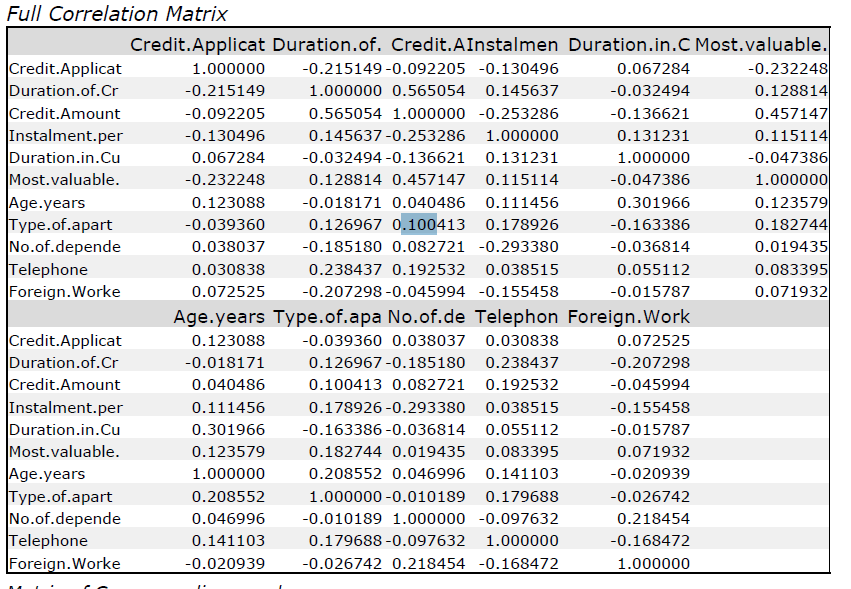 Full Correlation Matrix
Credit.Applicat Duration.of. Credit.A Instalmen Duration.in.C Most.valuable.
Credit.Applicat 1.000000 -0.215149 -0.092205 -0.130496 0.067284 -0.232248
Duration.of.Cr -0.215149 1.000000 0.565054 0.145637 -0.032494 0.128814
Credit.Amount -0.092205 0.565054 1.000000 -0.253286 -0.136621 0.457147
Instalment.per -0.130496 0.145637 -0.253286 1.000000 0.131231 0.115114
Duration.in.Cu 0.067284 -0.032494 -0.136621 0.131231 1.000000 -0.047386
Most.valuable. -0.232248 0.128814 0.457147 0.115114 -0.047386 1.000000
Age.years 0.123088 -0.018171 0.040486 0.111456 0.301966 0.123579
Type.of.apart -0.039360 0.126967 0.100413 0.178926 -0.163386 0.182744
No.of.depende 0.038037 -0.185180 0.082721 -0.293380 -0.036814 0.019435
Telephone 0.030838 0.238437 0.192532 0.038515 0.055112 0.083395
Foreign.Worke 0.072525 -0.207298 -0.045994 -0.155458 -0.015787 0.071932
Age.years Type.of.apa No.of.de Telephon Foreign.Work
Credit.Applicat 0.123088 -0.039360 0.038037 0.030838 0.072525
Duration.of.Cr -0.018171 0.126967 -0.185180 0.238437 -0.207298
Credit.Amount 0.040486 0.100413 0.082721 0.192532 -0.045994
Instalment.per 0.111456 0.178926 -0.293380 0.038515 -0.155458
Duration.in.Cu 0.301966 -0.163386 -0.036814 0.055112 -0.015787
Most.valuable. 0.123579 0.182744 0.019435 0.083395 0.071932
Age.years 1.000000 0.208552 0.046996 0.141103 -0.020939
Type.of.apart 0.208552 1.000000 -0.010189 0.179688 -0.026742
No.of.depende 0.046996 -0.010189 1.000000 -0.097632 0.218454
Telephone 0.141103 0.179688 -0.097632 1.000000 -0.168472
Foreign.Worke -0.020939 -0.026742 0.218454 -0.168472 1.000000